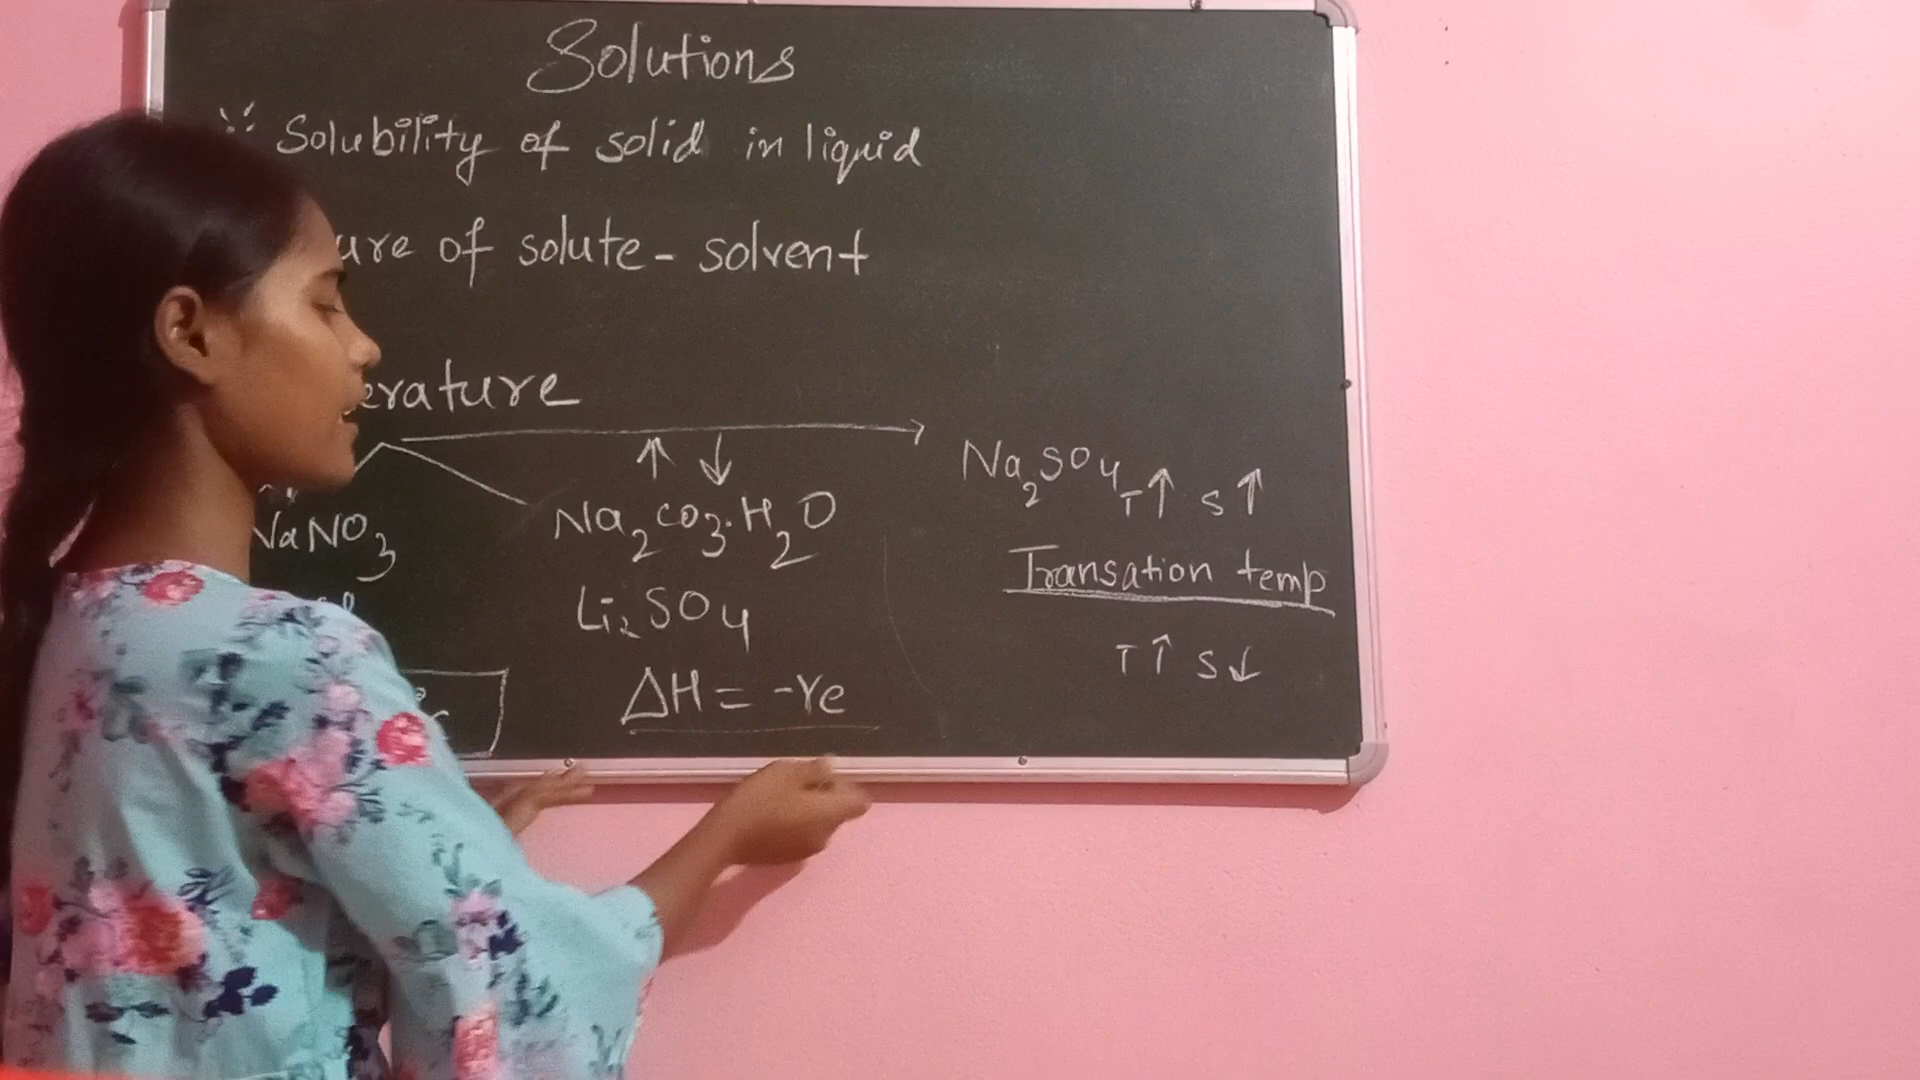 Solutions
Solubility of solid in liquid
ure of solute - solvent
erature
↑ ↓
Na2SO4 T↑ S↑
NaNO3
Na2CO3.H2O
Transation temp
Li2SO4
T↑ S↓
ΔH = -ve